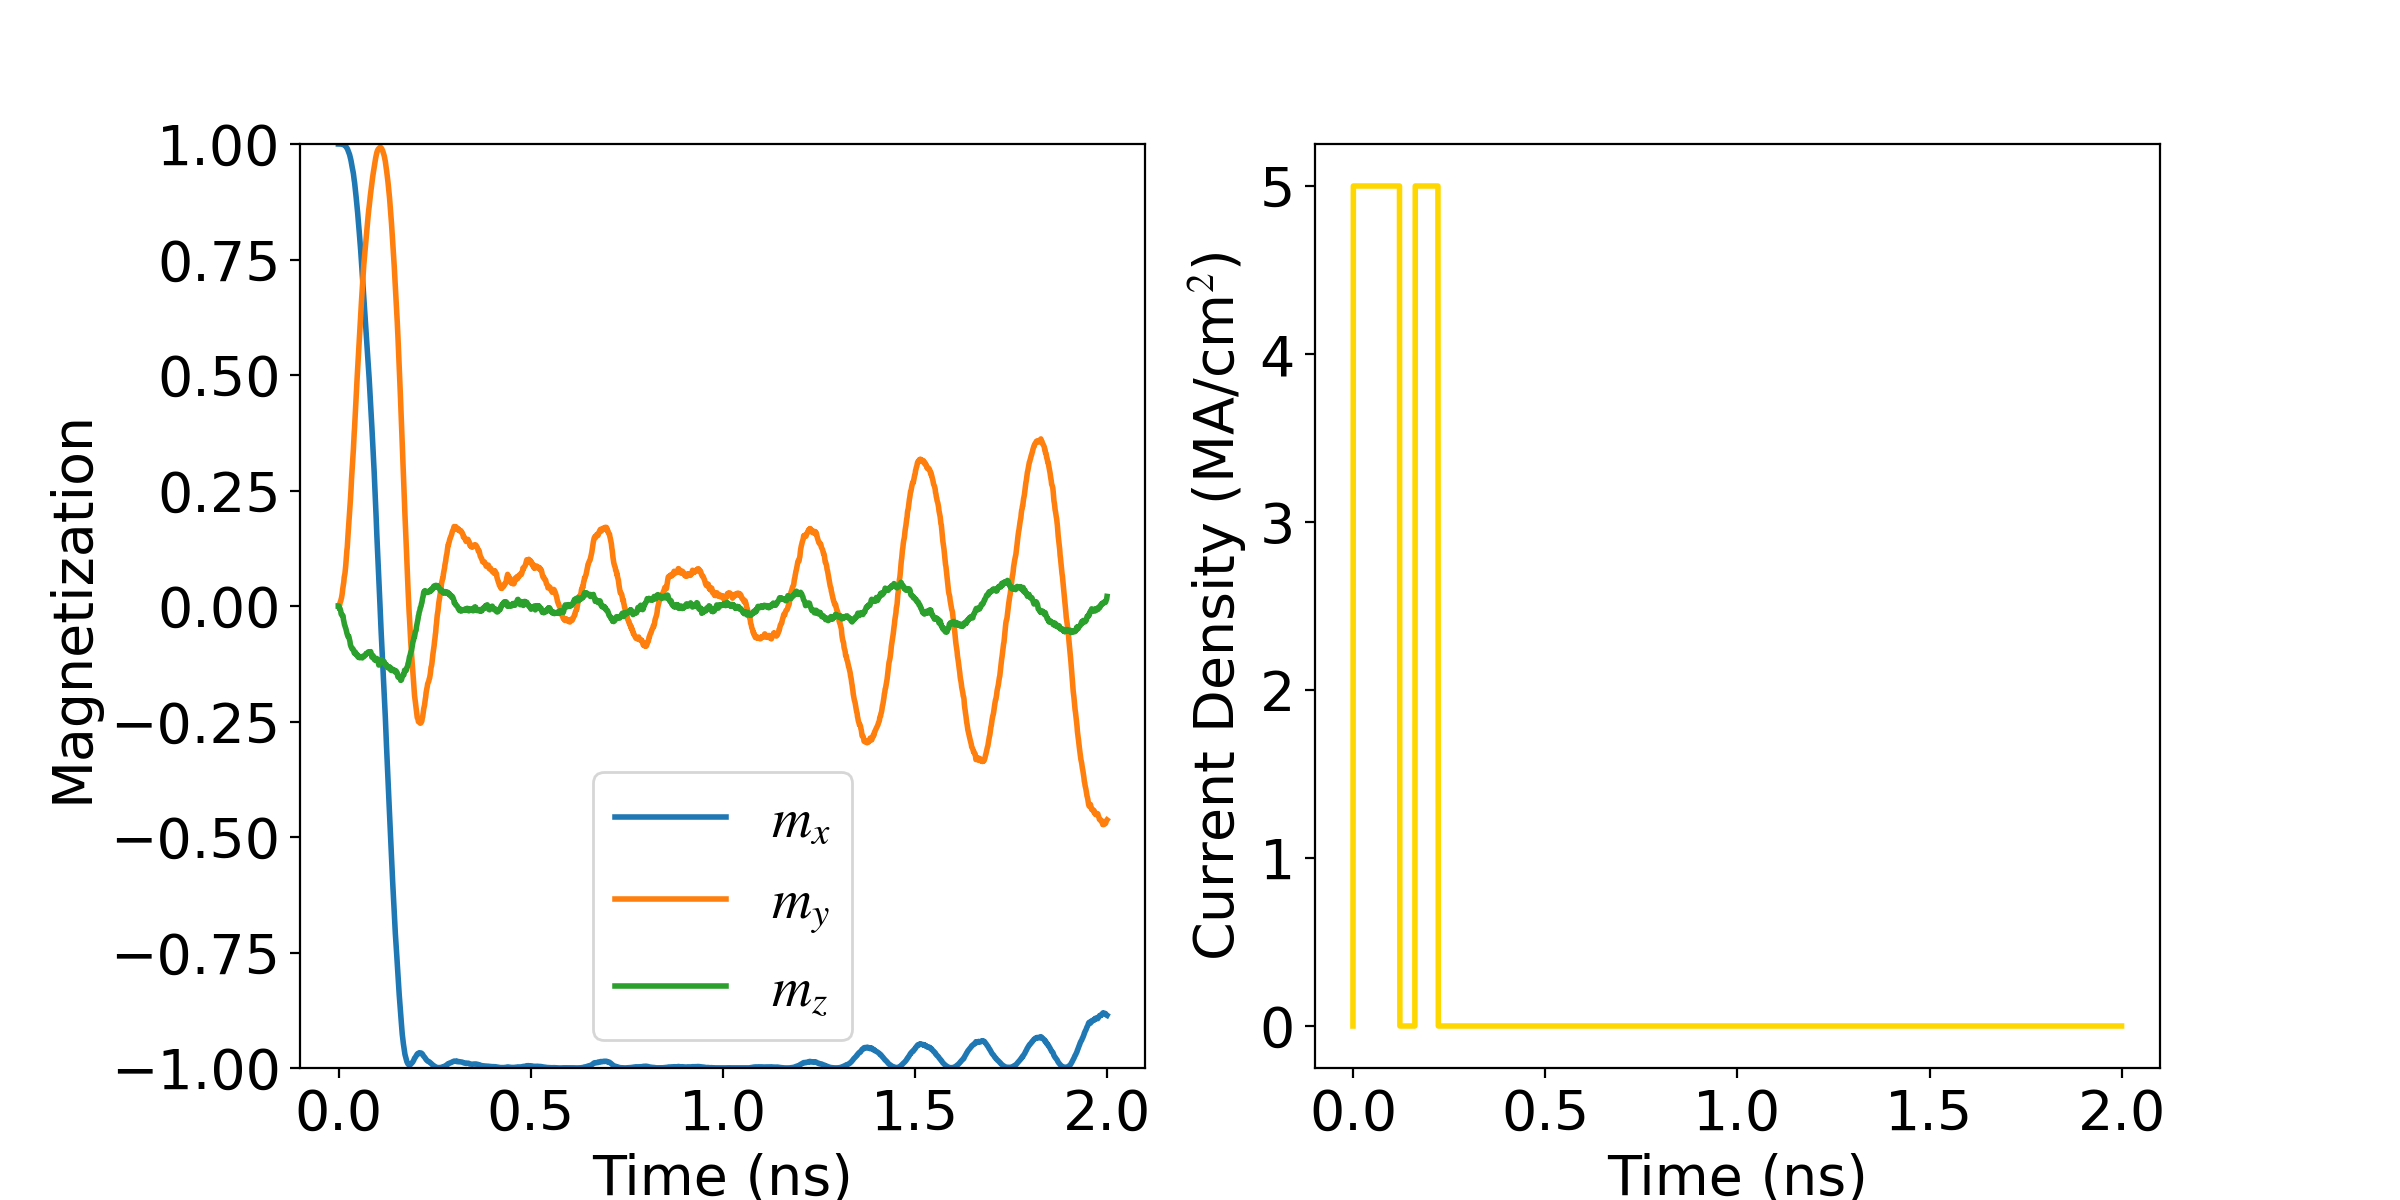 Magnetization
1.00
0.75
0.50
0.25
0.00
−0.25
−0.50
−0.75
−1.00
0.0 0.5 1.0 1.5 2.0
Time (ns)
m_x
m_y
m_z
Current Density (MA/cm²)
5
4
3
2
1
0
0.0 0.5 1.0 1.5 2.0
Time (ns)